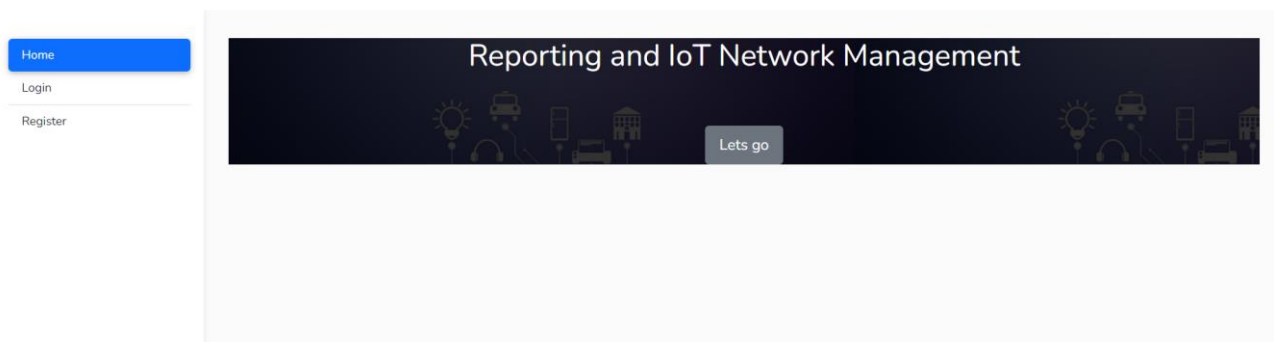 Home
Login
Register
Reporting and IoT Network Management
Lets go